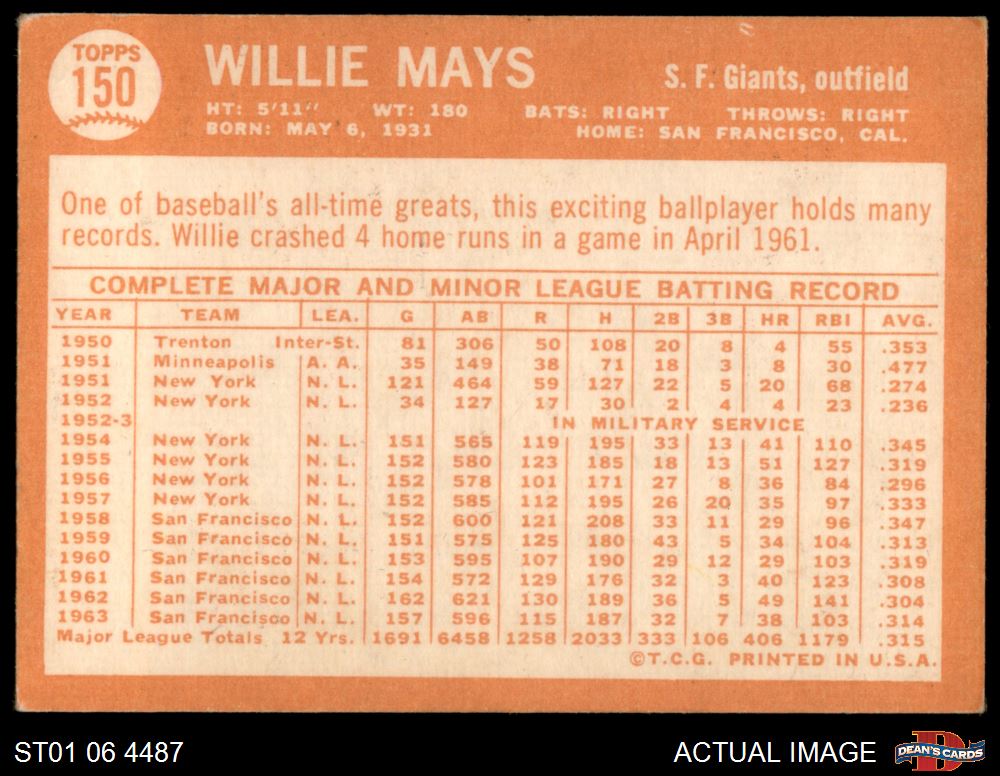 TOPPS
150
WILLIE MAYS
S. F. Giants, outfield
HT: 5'11" WT: 180 BATS: RIGHT THROWS: RIGHT
BORN: MAY 6, 1931 HOME: SAN FRANCISCO, CAL.
One of baseball's all-time greats, this exciting ballplayer holds many
records. Willie crashed 4 home runs in a game in April 1961.
COMPLETE MAJOR AND MINOR LEAGUE BATTING RECORD
YEAR TEAM LEA. G AB R H 2B 3B HR RBI AVG.
1950 Trenton Inter-St. 81 306 50 108 20 8 4 55 .353
1951 Minneapolis A. A. 35 149 38 71 18 3 8 30 .477
1951 New York N. L. 121 464 59 127 22 5 20 68 .274
1952 New York N. L. 34 127 17 30 2 4 4 23 .236
1952-3 IN MILITARY SERVICE
1954 New York N. L. 151 565 119 195 33 13 41 110 .345
1955 New York N. L. 152 580 123 185 18 13 51 127 .319
1956 New York N. L. 152 578 101 171 27 8 36 84 .296
1957 New York N. L. 152 585 112 195 26 20 35 97 .333
1958 San Francisco N. L. 152 600 121 208 33 11 29 96 .347
1959 San Francisco N. L. 151 575 125 180 43 5 34 104 .313
1960 San Francisco N. L. 153 595 107 190 29 12 29 103 .319
1961 San Francisco N. L. 154 572 129 176 32 3 40 123 .308
1962 San Francisco N. L. 162 621 130 189 36 5 49 141 .304
1963 San Francisco N. L. 157 596 115 187 32 7 38 103 .314
Major League Totals 12 Yrs. 1691 6458 1258 2033 333 106 406 1179 .315
©T.C.G. PRINTED IN U.S.A.
ST01 06 4487
ACTUAL IMAGE
DEAN'S CARDS